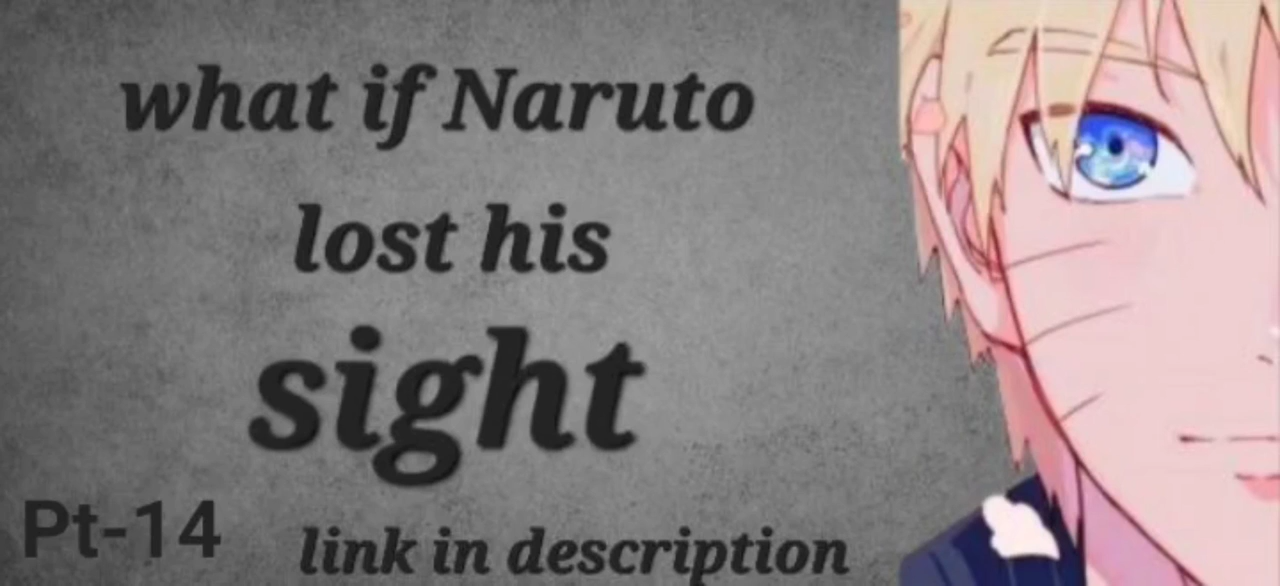 what if Naruto
lost his
sight
Pt-14
link in description